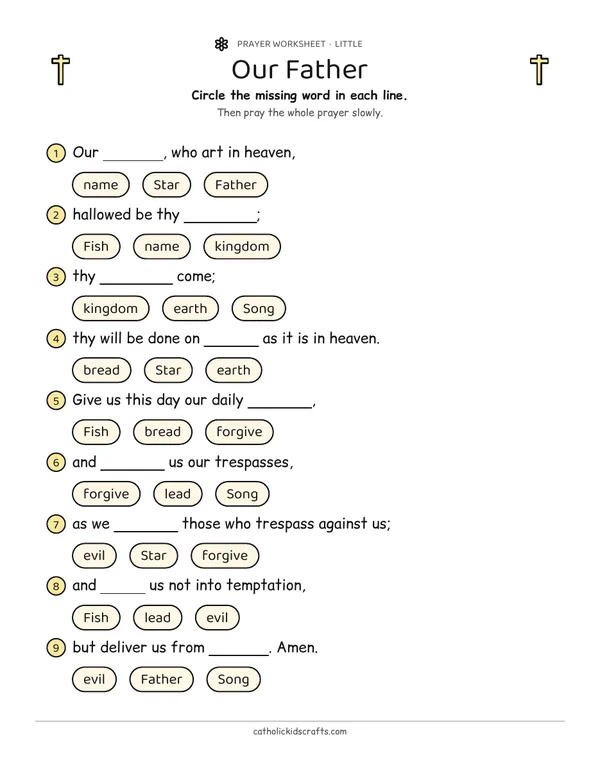 PRAYER WORKSHEET · LITTLE
Our Father
Circle the missing word in each line.
Then pray the whole prayer slowly.
1 Our ________, who art in heaven,
name Star Father
2 hallowed be thy ________;
Fish name kingdom
3 thy ________ come;
kingdom earth Song
4 thy will be done on ______ as it is in heaven.
bread Star earth
5 Give us this day our daily _______,
Fish bread forgive
6 and _______ us our trespasses,
forgive lead Song
7 as we _______ those who trespass against us;
evil Star forgive
8 and ______ us not into temptation,
Fish lead evil
9 but deliver us from _______. Amen.
evil Father Song
catholickidscrafts.com